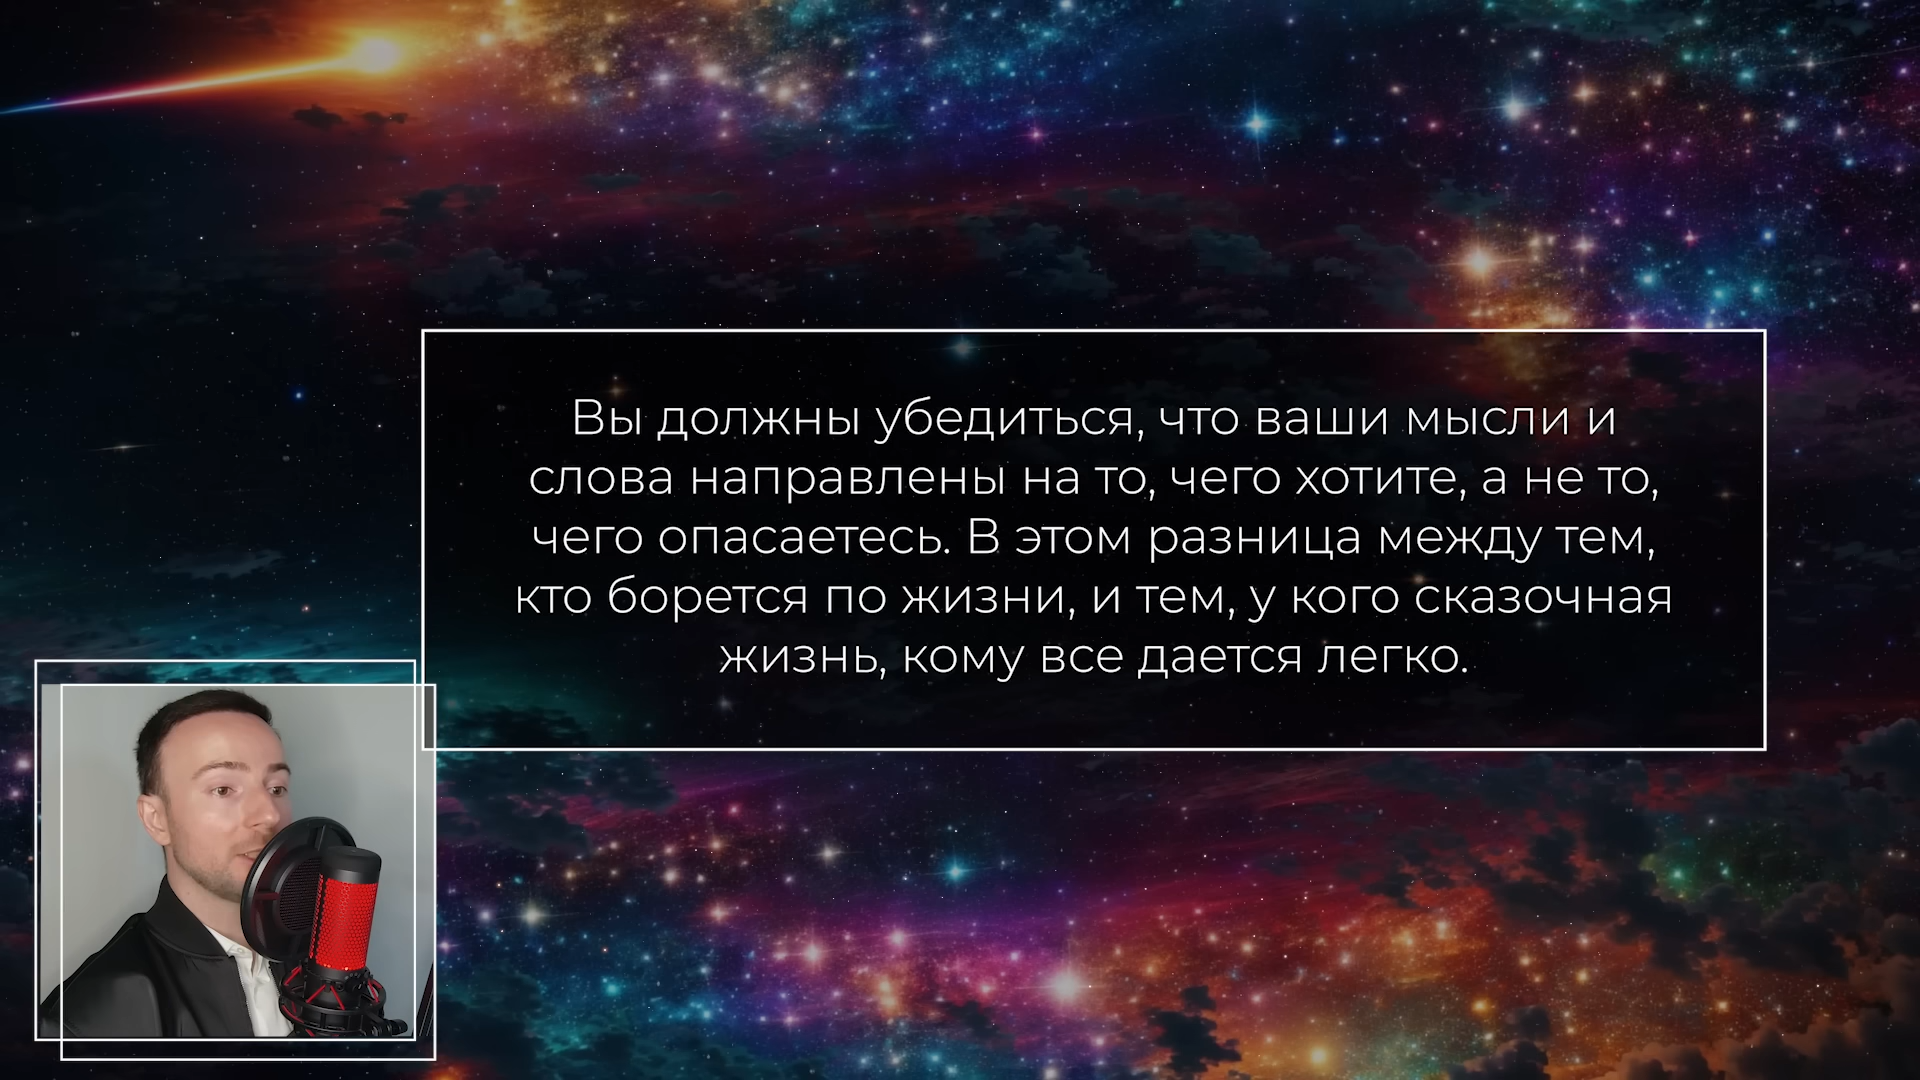 Вы должны убедиться, что ваши мысли и
слова направлены на то, чего хотите, а не то,
чего опасаетесь. В этом разница между тем,
кто борется по жизни, и тем, у кого сказочная
жизнь, кому все дается легко.